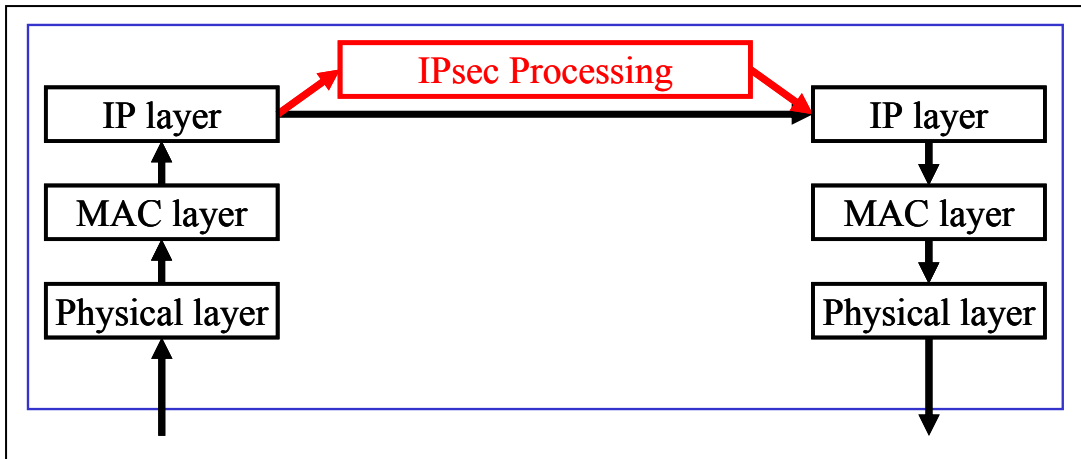 IPsec Processing
IP layer
IP layer
MAC layer
MAC layer
Physical layer
Physical layer